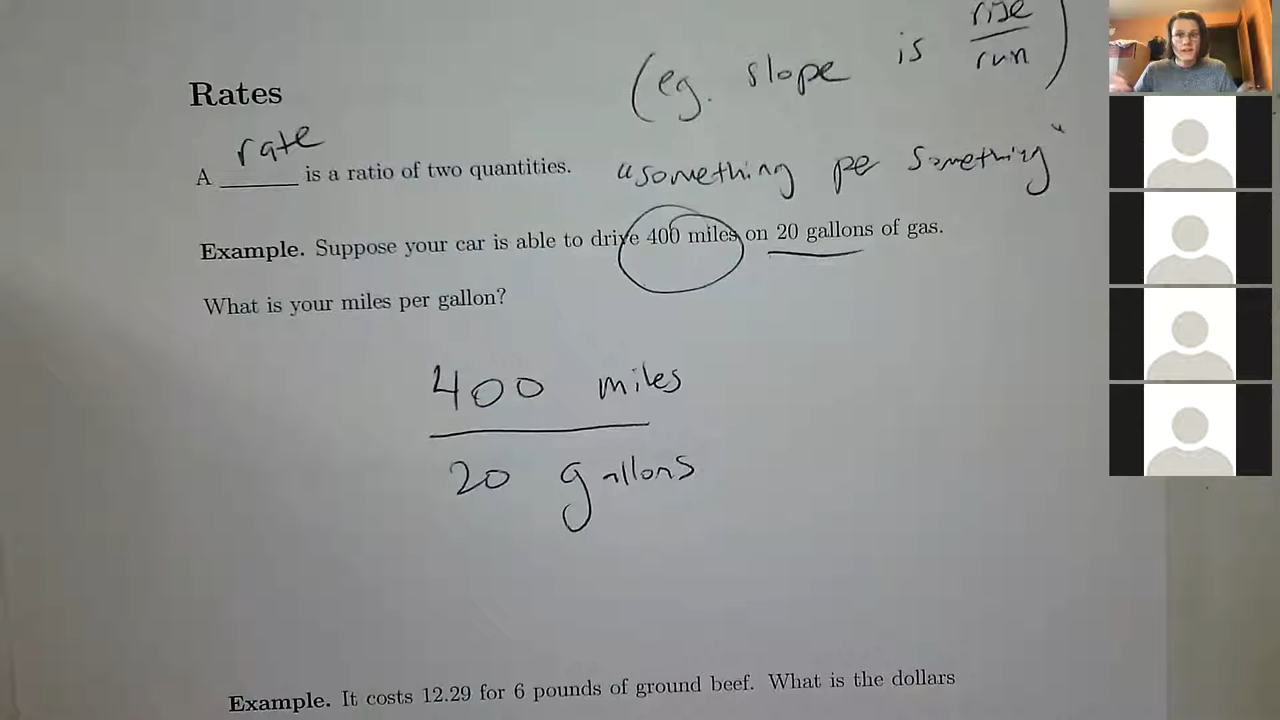 (eg. slope is rise/run)
Rates
A rate is a ratio of two quantities. "something per something"
Example. Suppose your car is able to drive 400 miles on 20 gallons of gas.
What is your miles per gallon?
400 miles
20 gallons
Example. It costs 12.29 for 6 pounds of ground beef. What is the dollars